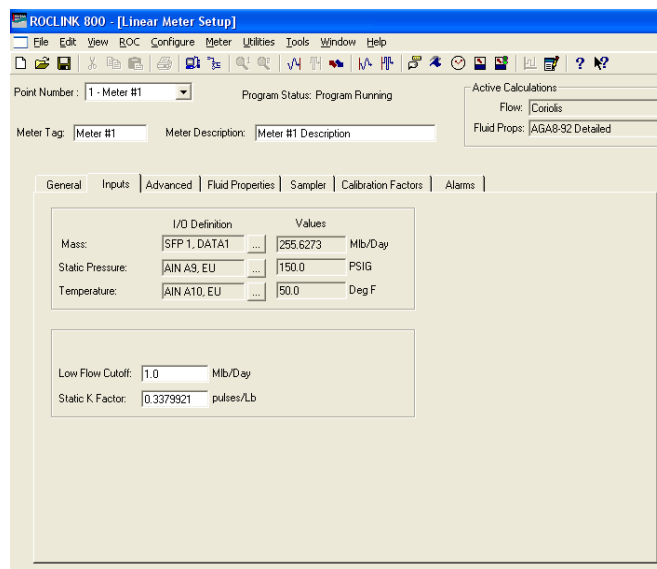 ROCLINK 800 - [Linear Meter Setup]
File Edit View ROC Configure Meter Utilities Tools Window Help
Point Number : 1 - Meter #1
Program Status: Program Running
Active Calculations
Flow: Coriolis
Fluid Props: AGA8-92 Detailed
Meter Tag: Meter #1 Meter Description: Meter #1 Description
General Inputs Advanced Fluid Properties Sampler Calibration Factors Alarms
I/O Definition Values
Mass: SFP 1, DATA1 ... 255.6273 Mlb/Day
Static Pressure: AIN A9, EU ... 150.0 PSIG
Temperature: AIN A10, EU ... 50.0 Deg F
Low Flow Cutoff: 1.0 Mlb/Day
Static K Factor: 0.3379921 pulses/Lb